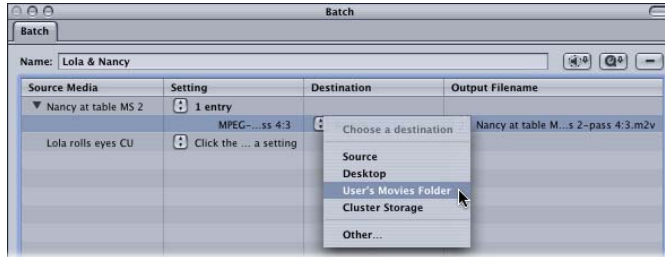 Batch
Batch
Name: Lola & Nancy
Source Media Setting Destination Output Filename
Nancy at table MS 2 1 entry
MPEG-...ss 4:3 Nancy at table M...s 2-pass 4:3.m2v
Lola rolls eyes CU Click the ... a setting
Choose a destination
Source
Desktop
User's Movies Folder
Cluster Storage
Other...